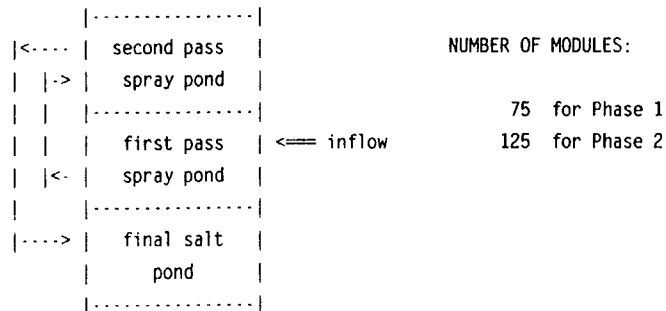 second pass NUMBER OF MODULES:
spray pond
75 for Phase 1
first pass <=== inflow 125 for Phase 2
spray pond
final salt
pond